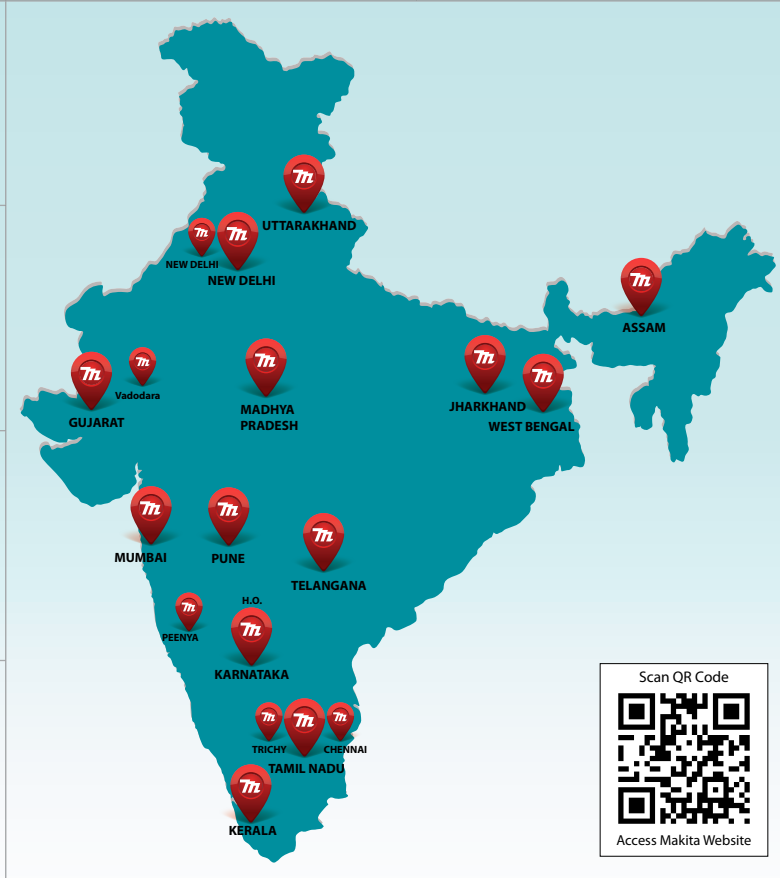 UTTARAKHAND
NEW DELHI
NEW DELHI
ASSAM
Vadodara
GUJARAT
MADHYA
PRADESH
JHARKHAND
WEST BENGAL
MUMBAI
PUNE
TELANGANA
H.O.
PEENYA
KARNATAKA
TRICHY
CHENNAI
TAMIL NADU
KERALA
Scan QR Code
Access Makita Website